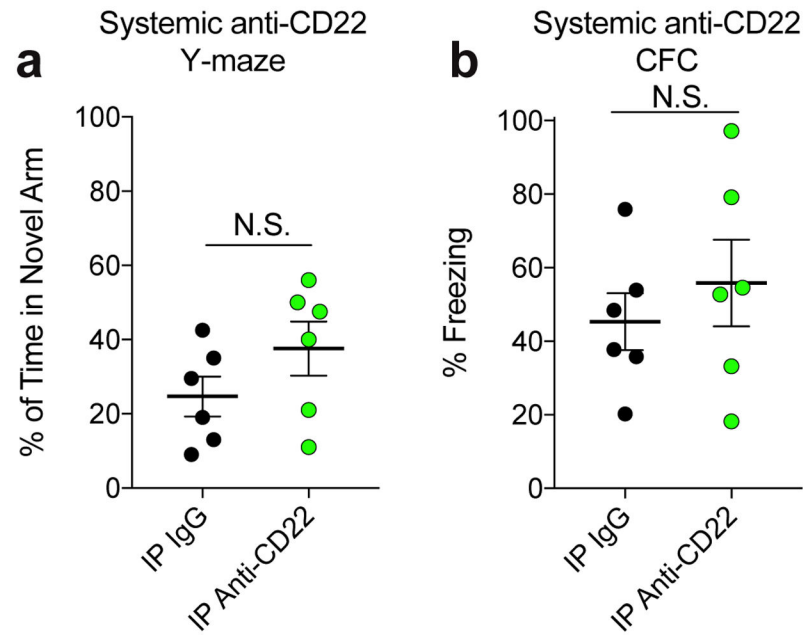 a
Systemic anti-CD22
Y-maze
% of Time in Novel Arm
100
80
60
40
20
0
N.S.
IP IgG
IP Anti-CD22
b
Systemic anti-CD22
CFC
N.S.
% Freezing
100
80
60
40
20
0
IP IgG
IP Anti-CD22